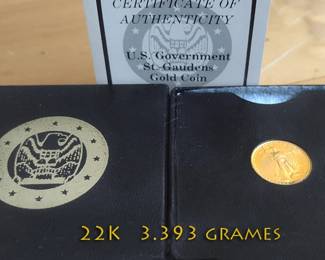 CERTIFICATE OF
AUTHENTICITY
U.S. Government
St. Gaudens
Gold Coin
22K 3.393 GRAMES